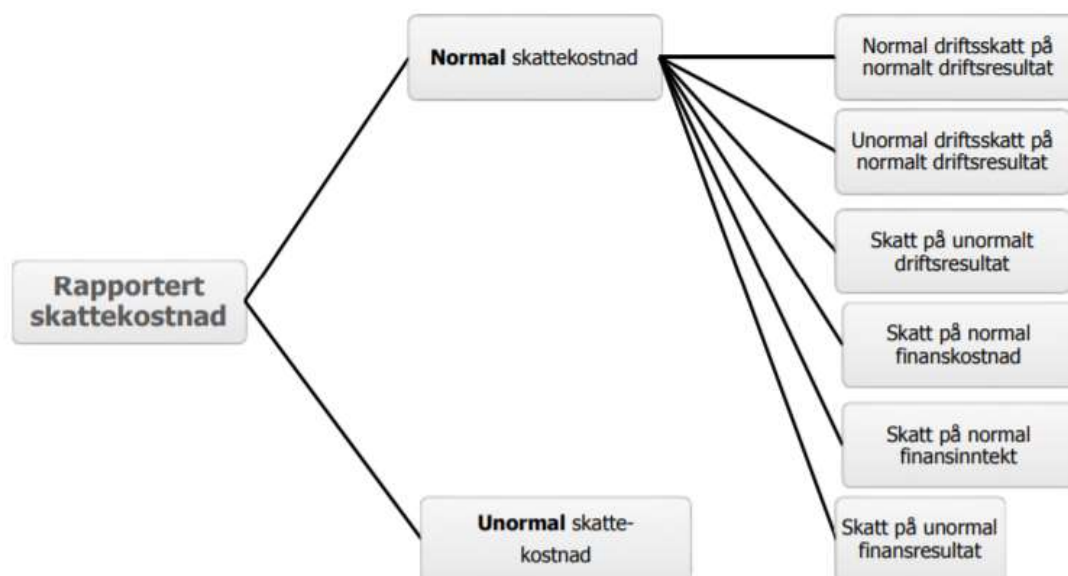 Normal skattekostnad
Normal driftsskatt på
normalt driftsresultat
Unormal driftsskatt på
normalt driftsresultat
Skatt på unormalt
driftsresultat
Rapportert
skattekostnad
Skatt på normal
finanskostnad
Skatt på normal
finansinntekt
Unormal skatte-
kostnad
Skatt på unormal
finansresultat